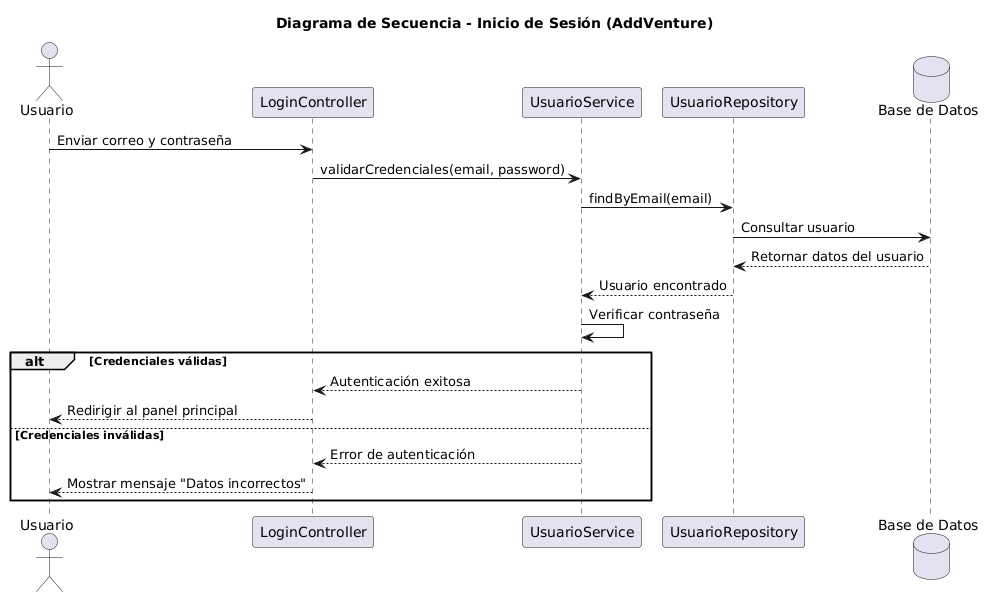 Diagrama de Secuencia - Inicio de Sesión (AddVenture)
Usuario
LoginController
UsuarioService
UsuarioRepository
Base de Datos
Enviar correo y contraseña
validarCredenciales(email, password)
findByEmail(email)
Consultar usuario
Retornar datos del usuario
Usuario encontrado
Verificar contraseña
alt
[Credenciales válidas]
Autenticación exitosa
Redirigir al panel principal
[Credenciales inválidas]
Error de autenticación
Mostrar mensaje "Datos incorrectos"
Usuario
LoginController
UsuarioService
UsuarioRepository
Base de Datos